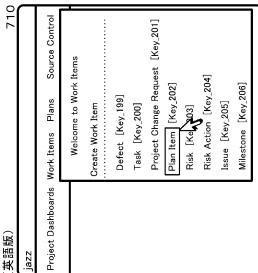 710
英語版)
jazz
Project Dashboards Work Items Plans Source Control
Welcome to Work Items
Create Work Item
Defect [Key_199]
Task [Key_200]
Project Change Request [Key_201]
Plan Item [Key_202]
Risk [Key_203]
Risk Action [Key_204]
Issue [Key_205]
Milestone [Key_206]